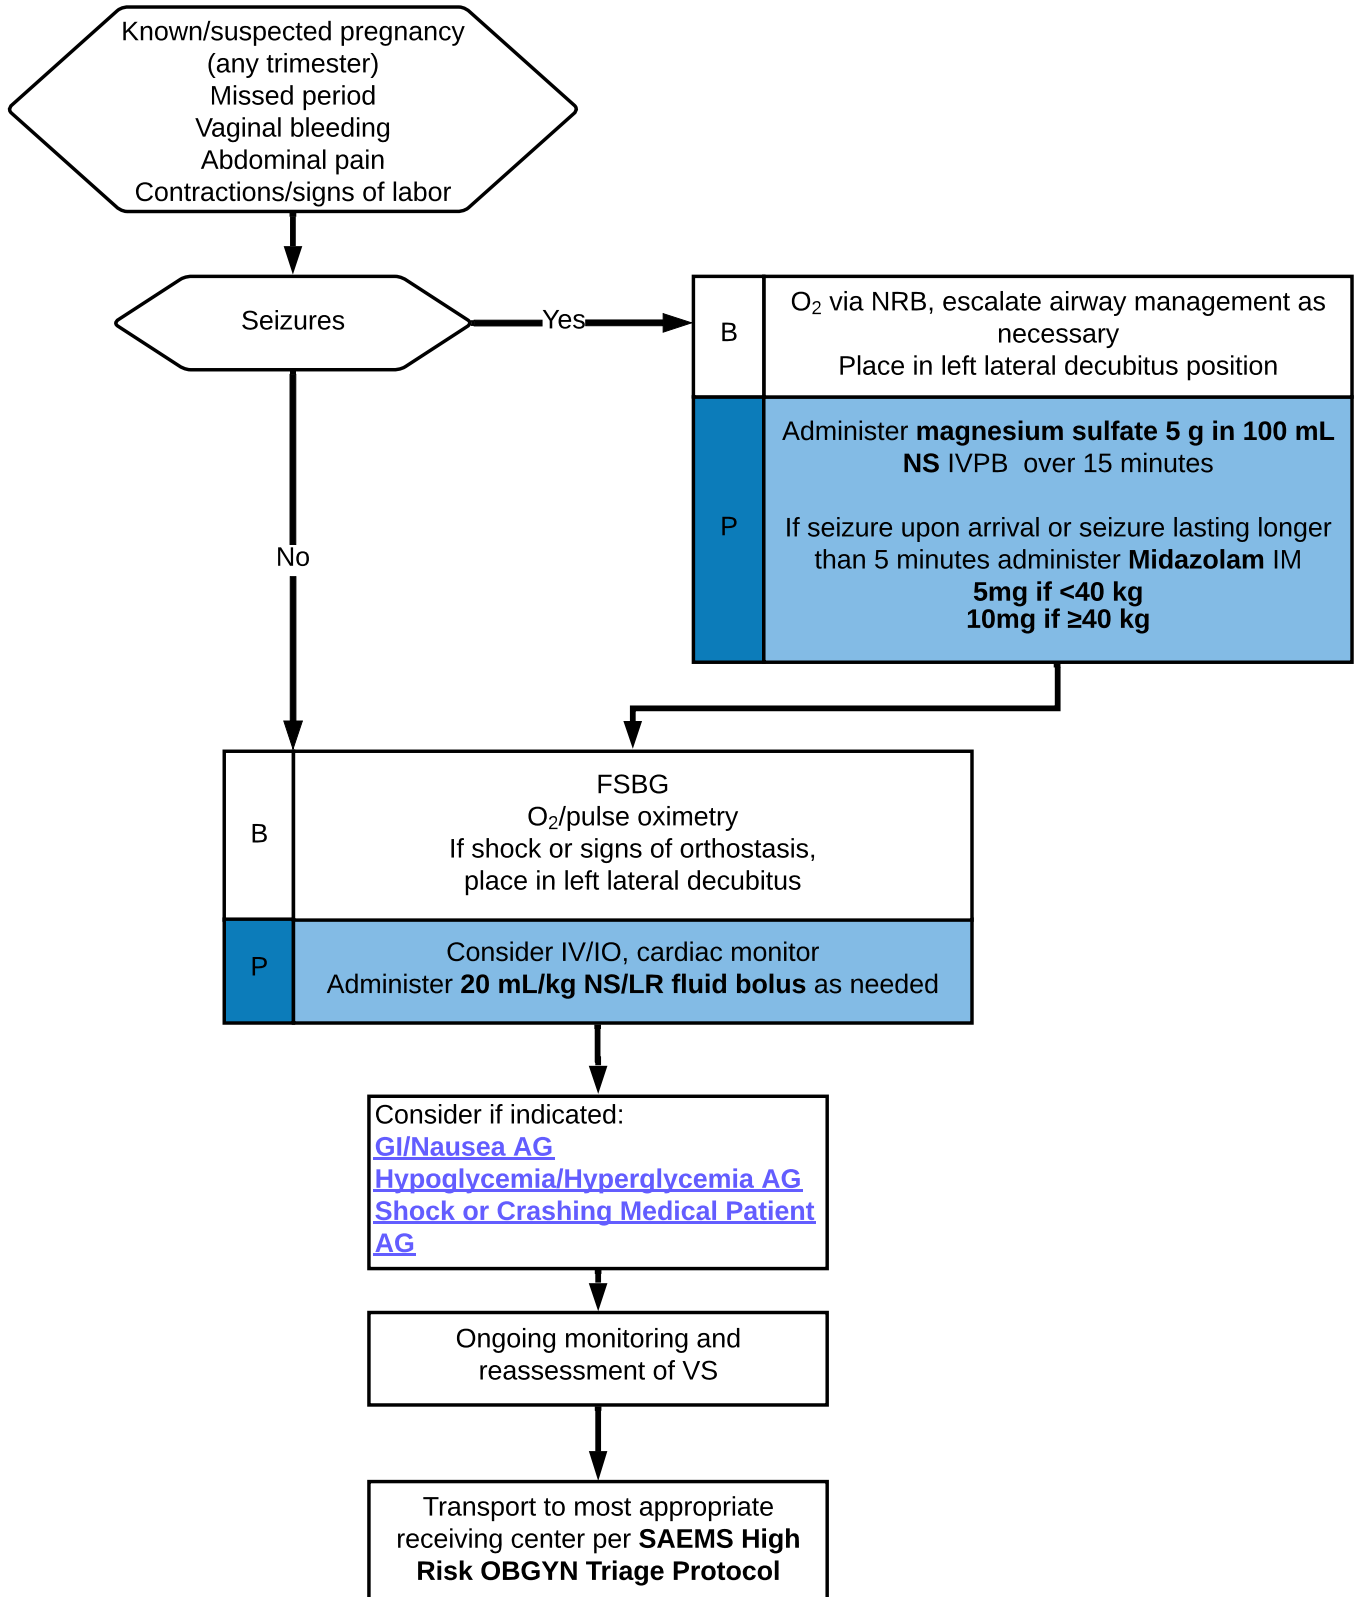 Known/suspected pregnancy
(any trimester)
Missed period
Vaginal bleeding
Abdominal pain
Contractions/signs of labor
Seizures
Yes
B
O₂ via NRB, escalate airway management as
necessary
Place in left lateral decubitus position
P
Administer magnesium sulfate 5 g in 100 mL
NS IVPB over 15 minutes
If seizure upon arrival or seizure lasting longer
than 5 minutes administer Midazolam IM
5mg if <40 kg
10mg if ≥40 kg
No
B
FSBG
O₂/pulse oximetry
If shock or signs of orthostasis,
place in left lateral decubitus
P
Consider IV/IO, cardiac monitor
Administer 20 mL/kg NS/LR fluid bolus as needed
Consider if indicated:
GI/Nausea AG
Hypoglycemia/Hyperglycemia AG
Shock or Crashing Medical Patient
AG
Ongoing monitoring and
reassessment of VS
Transport to most appropriate
receiving center per SAEMS High
Risk OBGYN Triage Protocol